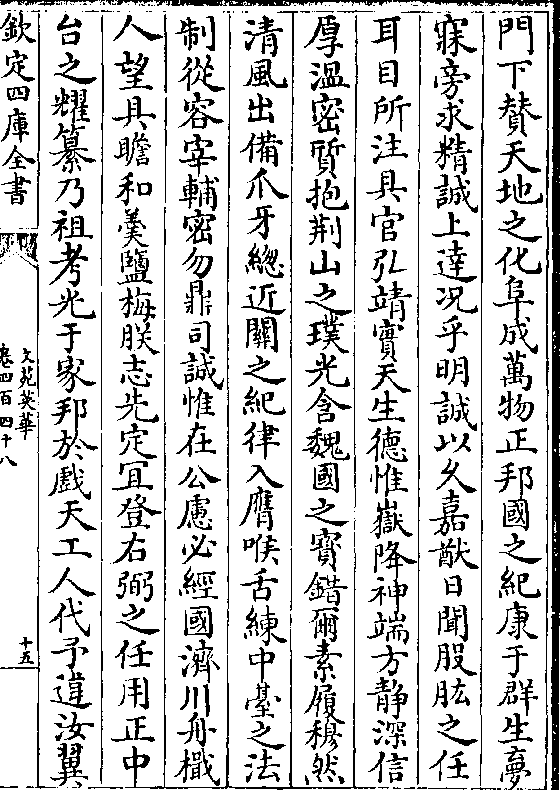 門下賛天地之化阜成萬物正邦國之紀康于群生夢
寐旁求精誠上達况乎明誠以久嘉猷日聞股肱之任
耳目所注具官弘靖實天生德惟嶽降神端方静深信
厚溫密質抱荆山之璞光含魏國之寳錯爾素履穆然
清風出備爪牙緫近關之紀律入膺喉舌練中臺之法
制從容宰輔密勿鼎司誠惟在公慮必經國濟川舟檝
人望具瞻和羮鹽梅朕志先定冝登右弼之任用正中
台之耀纂乃祖考光于家邦於戲天工人代予違汝翼
欽定四庫全書
文苑英華
卷四百四十八
十五